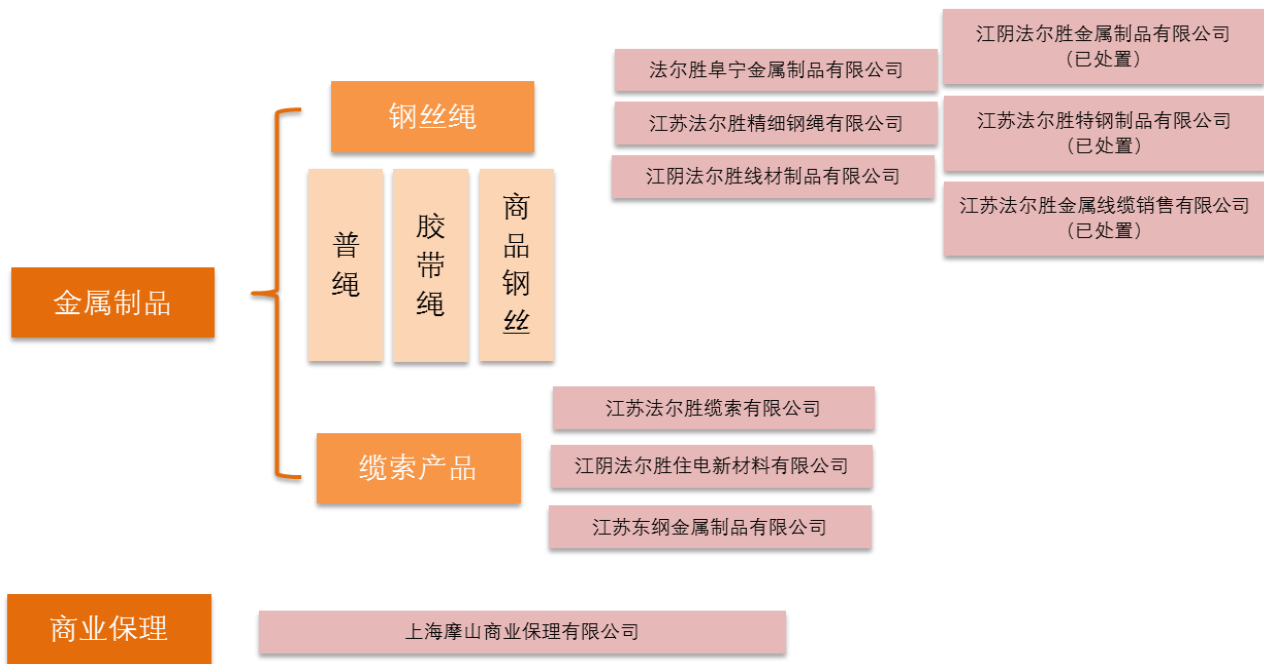 金属制品
钢丝绳
普绳
胶带绳
商品钢丝
法尔胜阜宁金属制品有限公司
江苏法尔胜精细钢绳有限公司
江阴法尔胜线材制品有限公司
江阴法尔胜金属制品有限公司
（已处置）
江苏法尔胜特钢制品有限公司
（已处置）
江苏法尔胜金属线缆销售有限公司
（已处置）
缆索产品
江苏法尔胜缆索有限公司
江阴法尔胜住电新材料有限公司
江苏东纲金属制品有限公司
商业保理
上海摩山商业保理有限公司